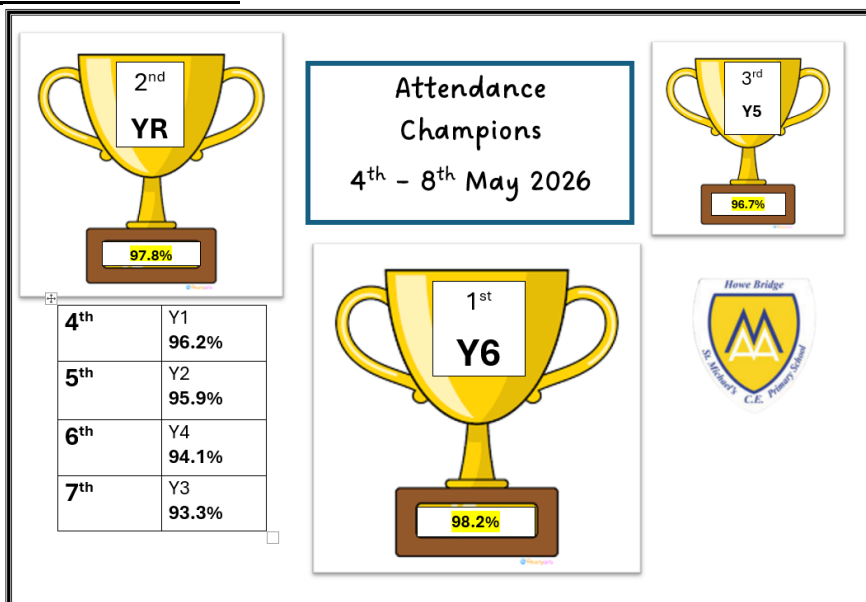 2nd
YR
97.8%
Attendance
Champions
4th – 8th May 2026
3rd
Y5
96.7%
1st
Y6
98.2%
4th Y1
96.2%
5th Y2
95.9%
6th Y4
94.1%
7th Y3
93.3%
Howe Bridge
St. Michael's C.E. Primary School